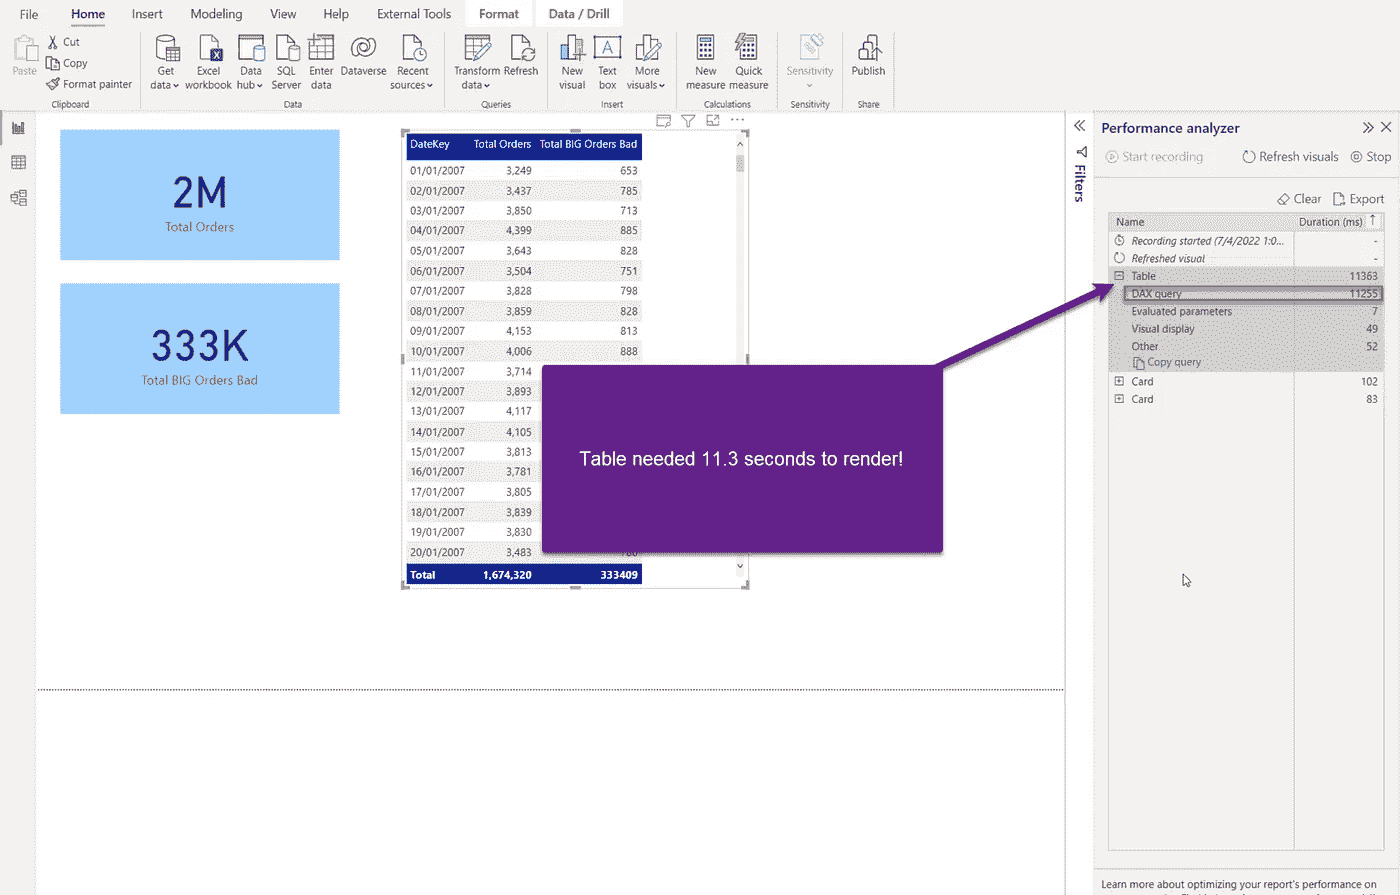 File Home Insert Modeling View Help External Tools Format Data / Drill
Paste
Cut
Copy
Format painter
Clipboard
Get data
Excel workbook
Data hub
SQL Server
Enter data
Dataverse
Recent sources
Data
Transform data
Refresh
Queries
New visual
Text box
More visuals
Insert
New measure
Quick measure
Calculations
Sensitivity
Sensitivity
Publish
Share
2M
Total Orders
333K
Total BIG Orders Bad
DateKey Total Orders Total BIG Orders Bad
01/01/2007 3,249 653
02/01/2007 3,437 785
03/01/2007 3,850 713
04/01/2007 4,399 885
05/01/2007 3,643 828
06/01/2007 3,504 751
07/01/2007 3,828 798
08/01/2007 3,859 828
09/01/2007 4,153 813
10/01/2007 4,006 888
11/01/2007 3,714
12/01/2007 3,893
13/01/2007 4,117
14/01/2007 4,105
15/01/2007 3,813
16/01/2007 3,781
17/01/2007 3,805
18/01/2007 3,839
19/01/2007 3,830
20/01/2007 3,483
Total 1,674,320 333409
Table needed 11.3 seconds to render!
Filters
Performance analyzer
Start recording Refresh visuals Stop
Clear Export
Name Duration (ms)
Recording started (7/4/2022 1:0... -
Refreshed visual -
Table 11363
DAX query 11255
Evaluated parameters 7
Visual display 49
Other 52
Copy query
Card 102
Card 83
Learn more about optimizing your report's performance on